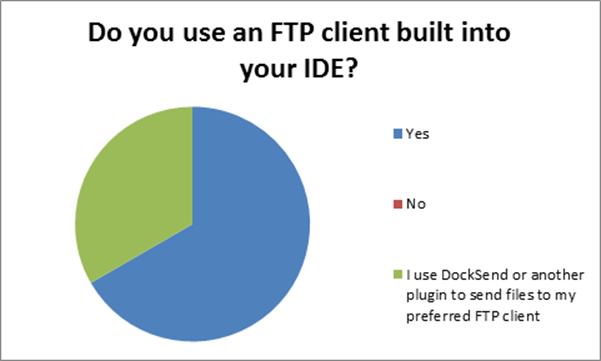 Do you use an FTP client built into
your IDE?
Yes
No
I use DockSend or another
plugin to send files to my
preferred FTP client